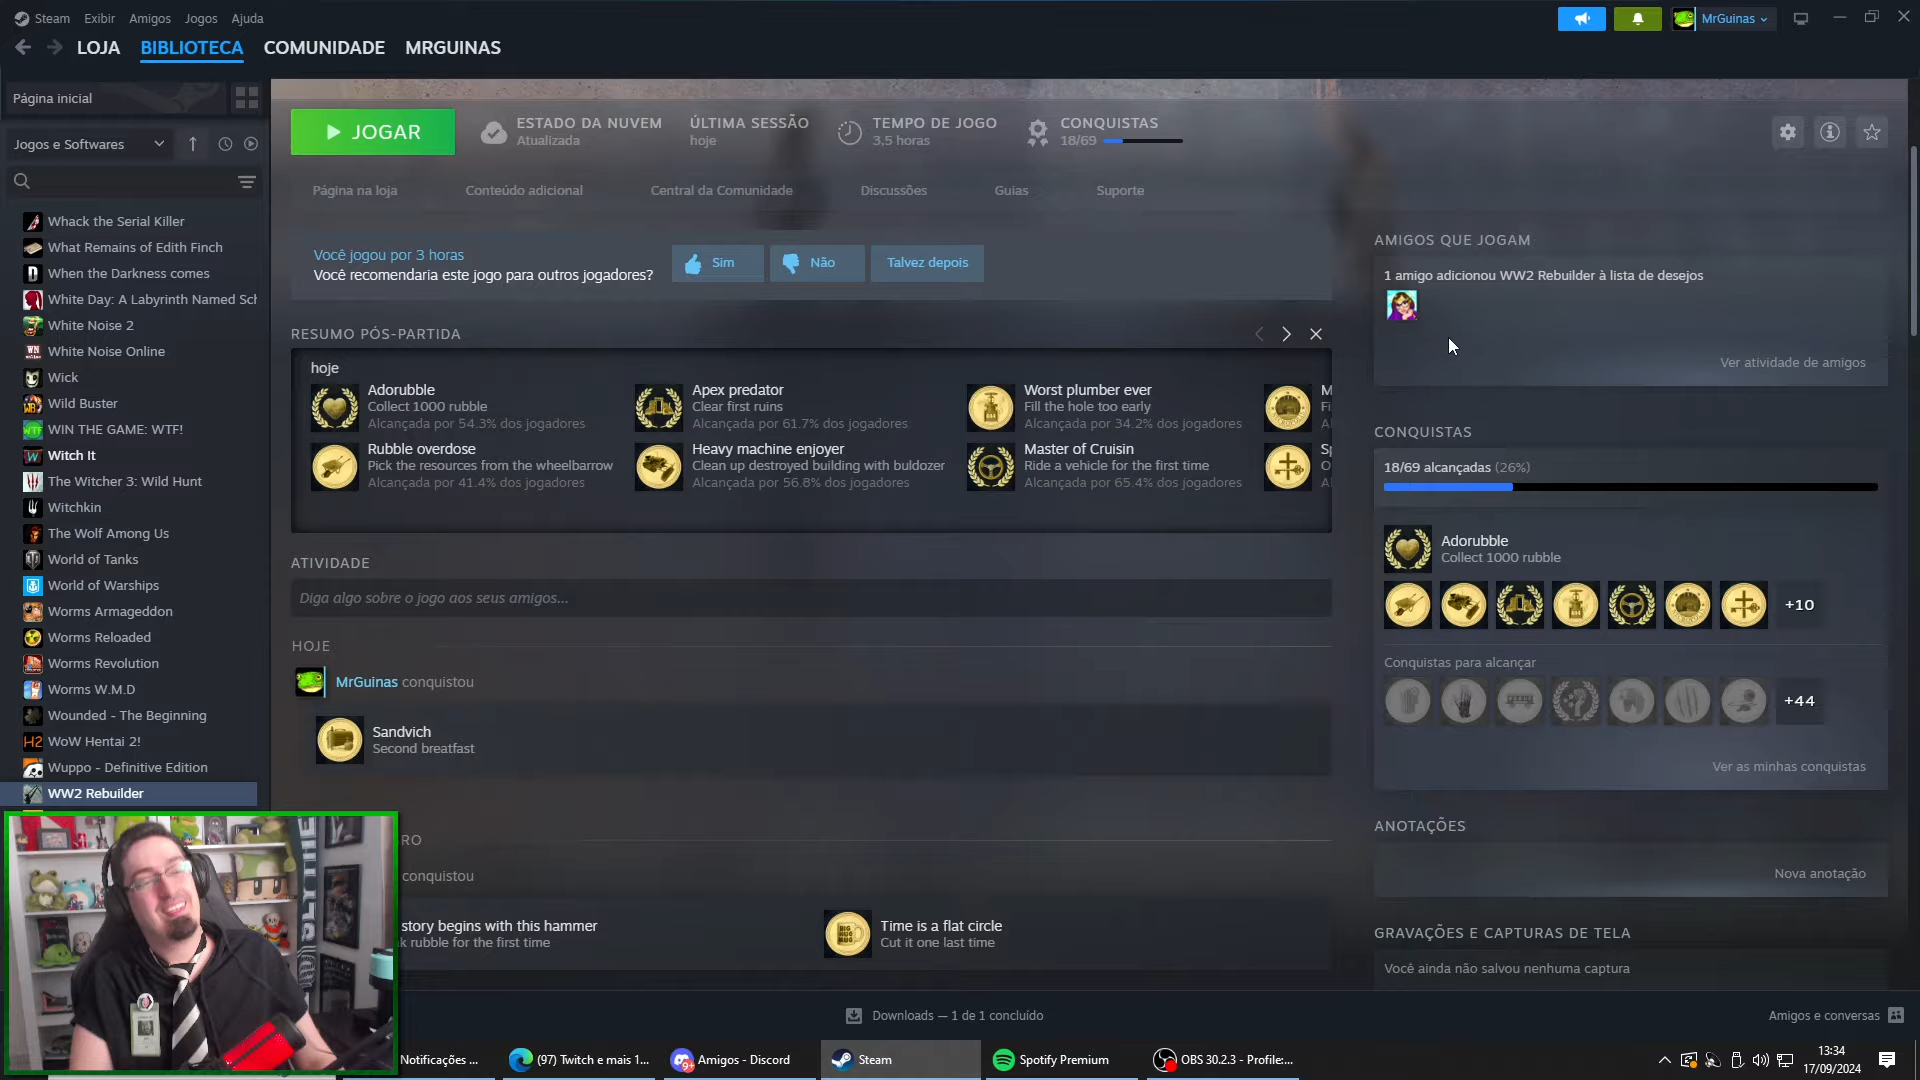 Steam Exibir Amigos Jogos Ajuda
MrGuinas
LOJA BIBLIOTECA COMUNIDADE MRGUINAS
Página inicial
Jogos e Softwares
Whack the Serial Killer
What Remains of Edith Finch
When the Darkness comes
White Day: A Labyrinth Named Sch
White Noise 2
White Noise Online
Wick
Wild Buster
WIN THE GAME: WTF!
Witch It
The Witcher 3: Wild Hunt
Witchkin
The Wolf Among Us
World of Tanks
World of Warships
Worms Armageddon
Worms Reloaded
Worms Revolution
Worms W.M.D
Wounded - The Beginning
WoW Hentai 2!
Wuppo - Definitive Edition
WW2 Rebuilder
JOGAR
ESTADO DA NUVEM
Atualizada
ÚLTIMA SESSÃO
hoje
TEMPO DE JOGO
3,5 horas
CONQUISTAS
18/69
Página na loja Conteúdo adicional Central da Comunidade Discussões Guias Suporte
Você jogou por 3 horas
Você recomendaria este jogo para outros jogadores?
Sim Não Talvez depois
RESUMO PÓS-PARTIDA
hoje
Adorubble
Collect 1000 rubble
Alcançada por 54.3% dos jogadores
Apex predator
Clear first ruins
Alcançada por 61.7% dos jogadores
Worst plumber ever
Fill the hole too early
Alcançada por 34.2% dos jogadores
M
Fi
Al
Rubble overdose
Pick the resources from the wheelbarrow
Alcançada por 41.4% dos jogadores
Heavy machine enjoyer
Clean up destroyed building with buldozer
Alcançada por 56.8% dos jogadores
Master of Cruisin
Ride a vehicle for the first time
Alcançada por 65.4% dos jogadores
Sp
O
Al
ATIVIDADE
Diga algo sobre o jogo aos seus amigos...
HOJE
MrGuinas conquistou
Sandvich
Second breatfast
RO
conquistou
story begins with this hammer
k rubble for the first time
Time is a flat circle
Cut it one last time
AMIGOS QUE JOGAM
1 amigo adicionou WW2 Rebuilder à lista de desejos
Ver atividade de amigos
CONQUISTAS
18/69 alcançadas (26%)
Adorubble
Collect 1000 rubble
+10
Conquistas para alcançar
+44
Ver as minhas conquistas
ANOTAÇÕES
Nova anotação
GRAVAÇÕES E CAPTURAS DE TELA
Você ainda não salvou nenhuma captura
Downloads — 1 de 1 concluído
Amigos e conversas
Notificações ... (97) Twitch e mais 1... Amigos - Discord Steam Spotify Premium OBS 30.2.3 - Profile:...
13:34
17/09/2024